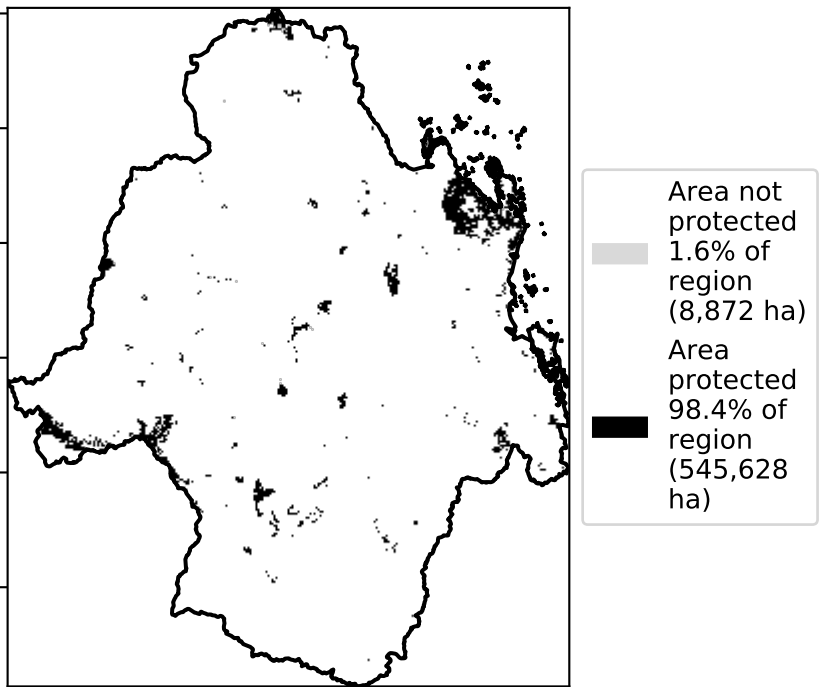 Area not
protected
1.6% of
region
(8,872 ha)
Area
protected
98.4% of
region
(545,628
ha)